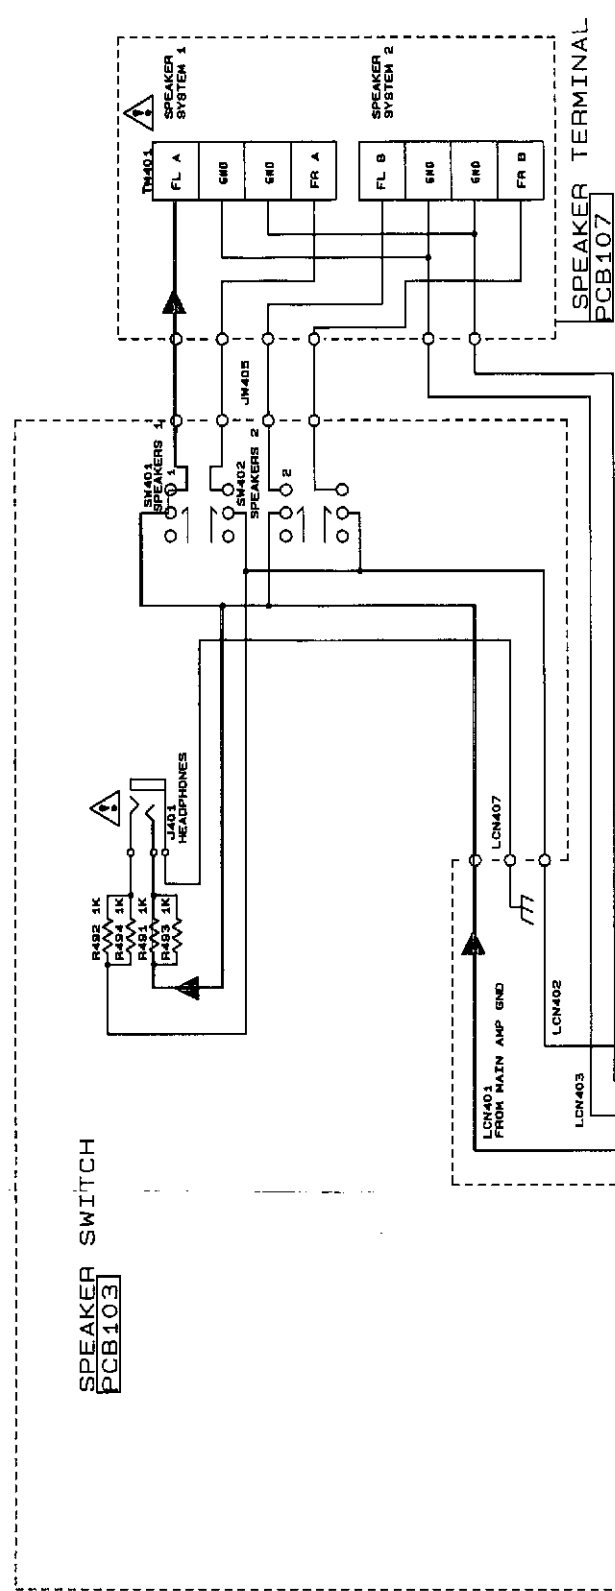 SPEAKER
SYSTEM 1
SPEAKER
SYSTEM 2
TM401
FL A
GND
GND
FR A
FL B
GND
GND
FR B
SPEAKER TERMINAL
PCB107
JW405
SW401
SPEAKERS 1
1
SW402
SPEAKERS 2
2
J401
HEADPHONES
R492 1K
R494 1K
R491 1K
R493 1K
LCN407
LCN402
LCN401
FROM MAIN AMP GND
LCN403
SPEAKER SWITCH
PCB103